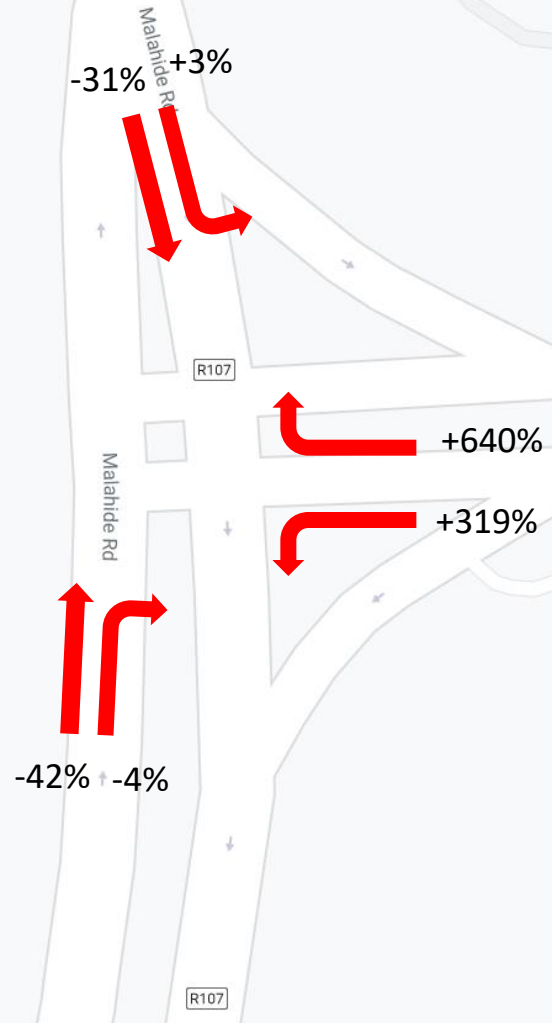 Malahide Rd
-31%
+3%
R107
+640%
Malahide Rd
+319%
-42%
-4%
R107